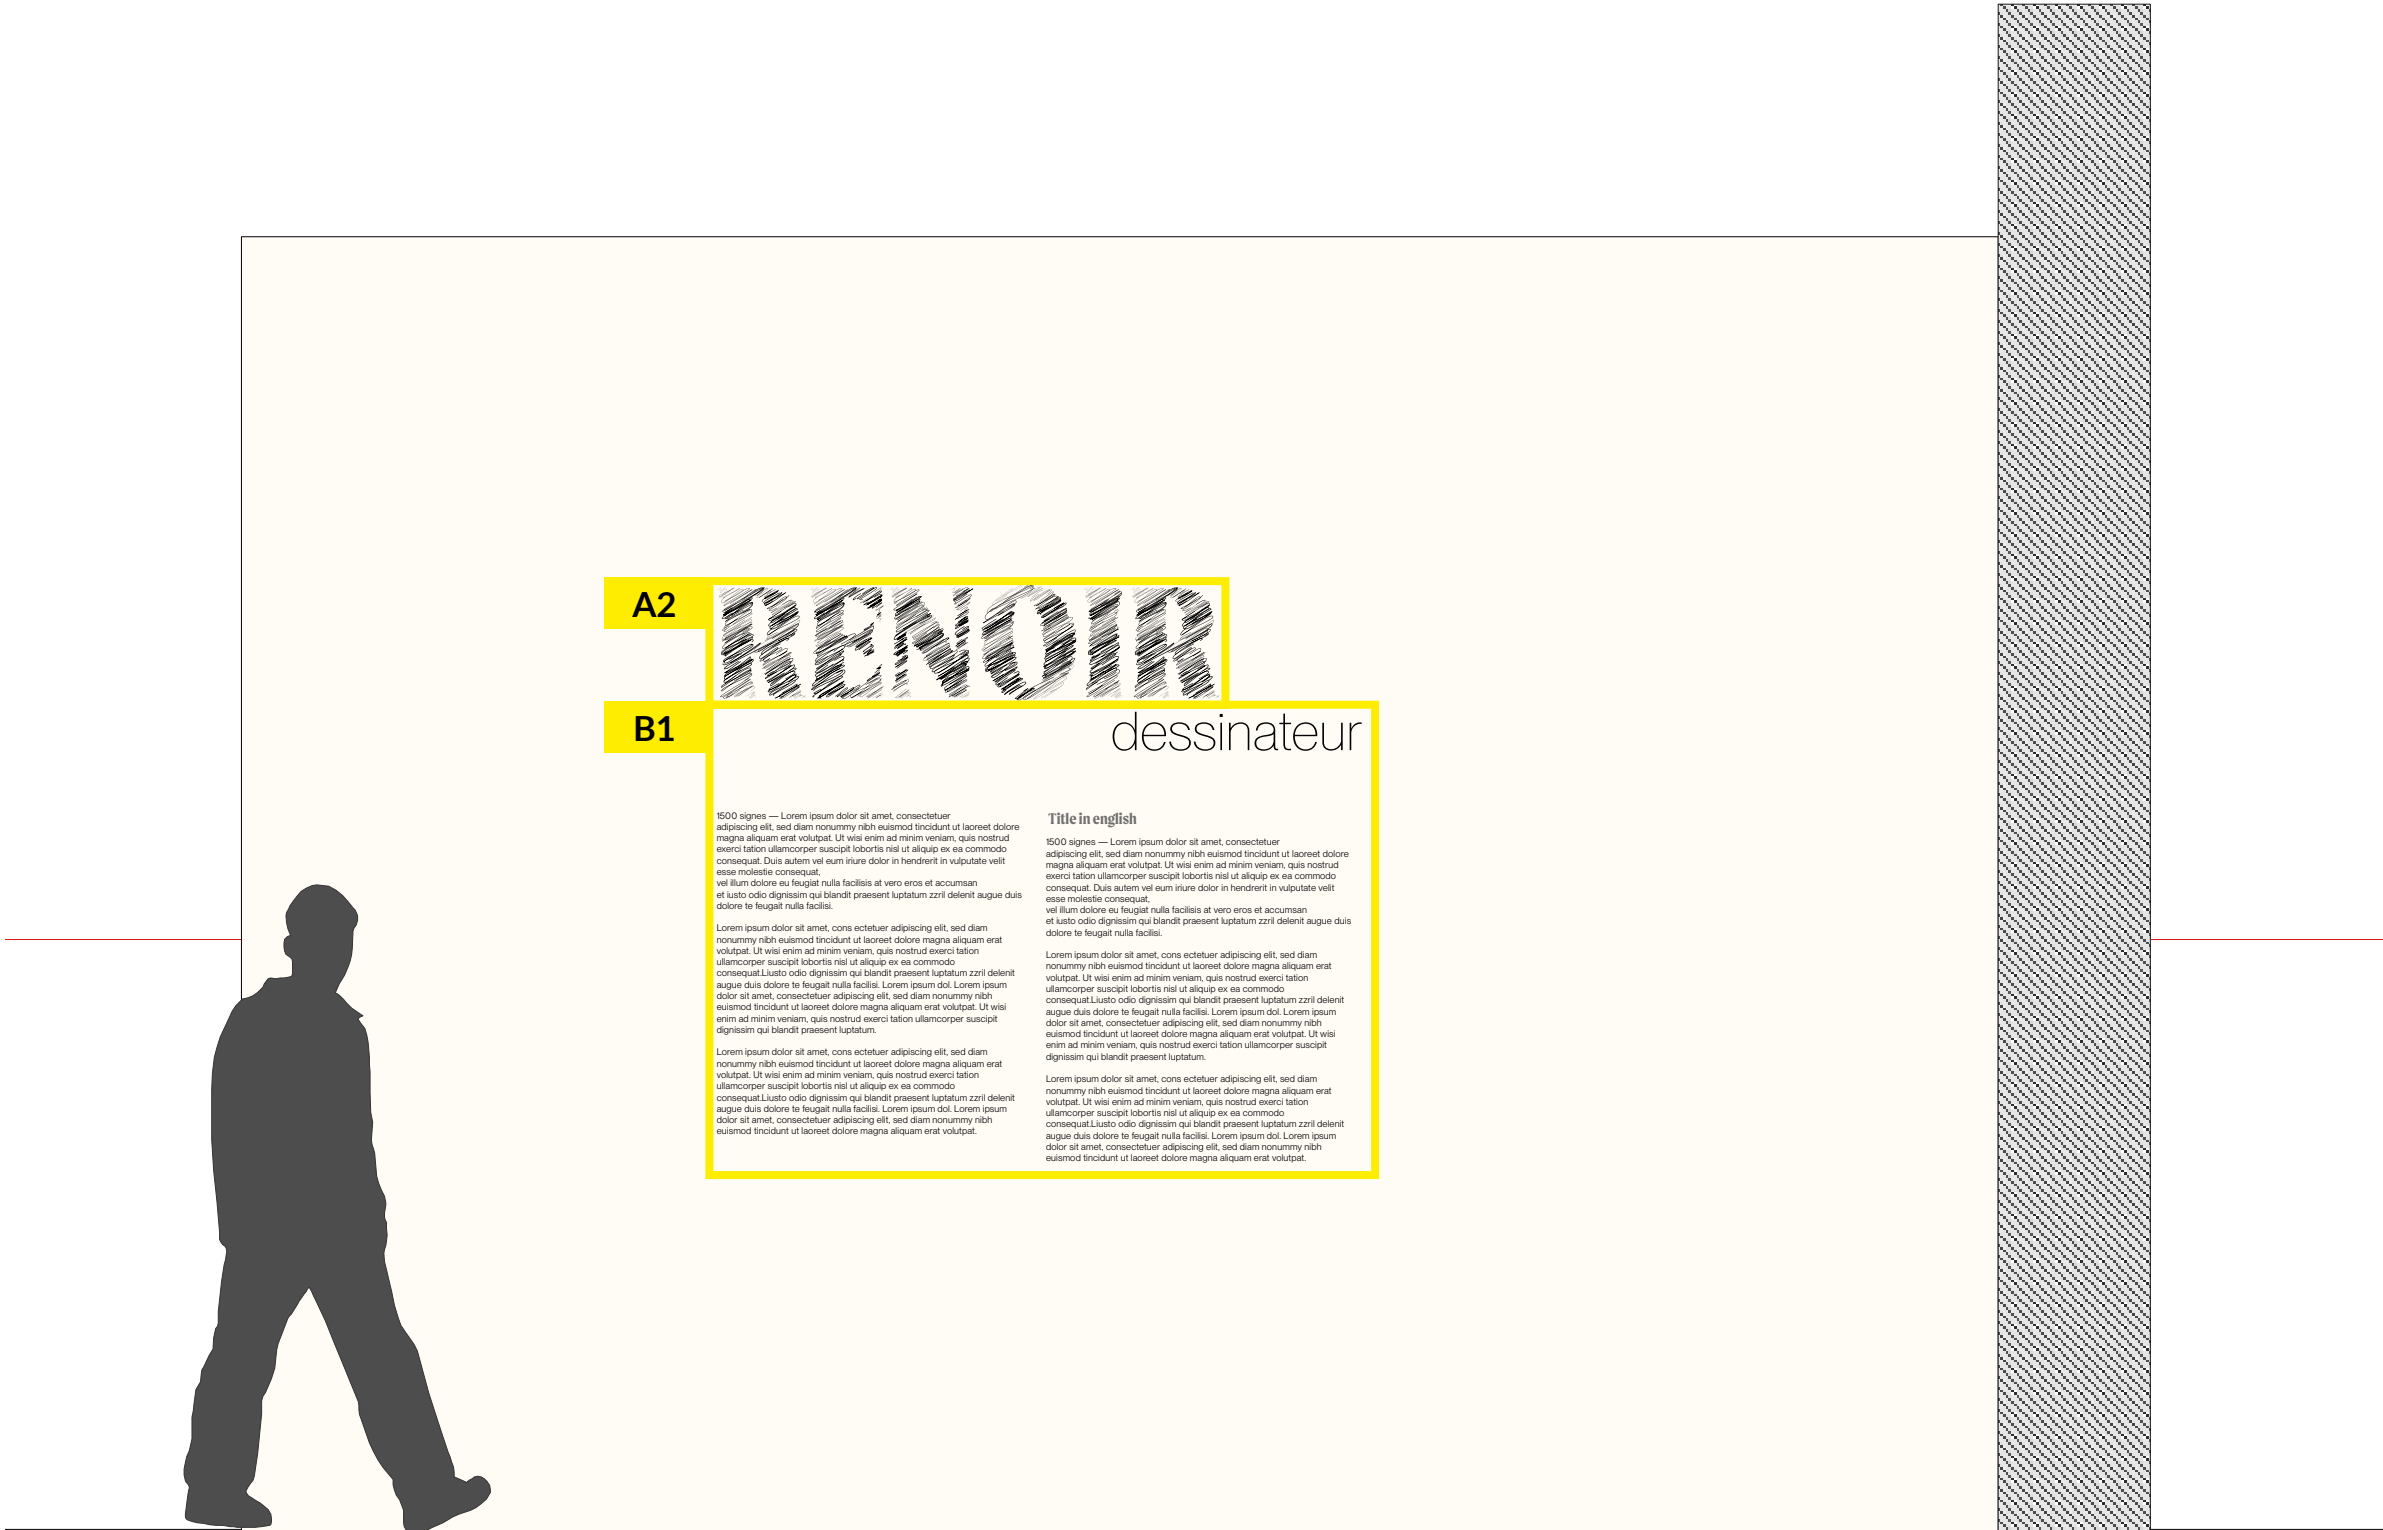 A2
RENOIR
B1
dessinateur
1500 signes — Lorem ipsum dolor sit amet, consectetuer
adipiscing elit, sed diam nonummy nibh euismod tincidunt ut laoreet dolore
magna aliquam erat volutpat. Ut wisi enim ad minim veniam, quis nostrud
exerci tation ullamcorper suscipit lobortis nisl ut aliquip ex ea commodo
consequat. Duis autem vel eum iriure dolor in hendrerit in vulputate velit
esse molestie consequat,
vel illum dolore eu feugiat nulla facilisis at vero eros et accumsan
et iusto odio dignissim qui blandit praesent luptatum zzril delenit augue duis
dolore te feugait nulla facilisi.
Lorem ipsum dolor sit amet, cons ectetuer adipiscing elit, sed diam
nonummy nibh euismod tincidunt ut laoreet dolore magna aliquam erat
volutpat. Ut wisi enim ad minim veniam, quis nostrud exerci tation
ullamcorper suscipit lobortis nisl ut aliquip ex ea commodo
consequat.Liusto odio dignissim qui blandit praesent luptatum zzril delenit
augue duis dolore te feugait nulla facilisi. Lorem ipsum dol. Lorem ipsum
dolor sit amet, consectetuer adipiscing elit, sed diam nonummy nibh
euismod tincidunt ut laoreet dolore magna aliquam erat volutpat. Ut wisi
enim ad minim veniam, quis nostrud exerci tation ullamcorper suscipit
dignissim qui blandit praesent luptatum.
Lorem ipsum dolor sit amet, cons ectetuer adipiscing elit, sed diam
nonummy nibh euismod tincidunt ut laoreet dolore magna aliquam erat
volutpat. Ut wisi enim ad minim veniam, quis nostrud exerci tation
ullamcorper suscipit lobortis nisl ut aliquip ex ea commodo
consequat.Liusto odio dignissim qui blandit praesent luptatum zzril delenit
augue duis dolore te feugait nulla facilisi. Lorem ipsum dol. Lorem ipsum
dolor sit amet, consectetuer adipiscing elit, sed diam nonummy nibh
euismod tincidunt ut laoreet dolore magna aliquam erat volutpat.
Title in english
1500 signes — Lorem ipsum dolor sit amet, consectetuer
adipiscing elit, sed diam nonummy nibh euismod tincidunt ut laoreet dolore
magna aliquam erat volutpat. Ut wisi enim ad minim veniam, quis nostrud
exerci tation ullamcorper suscipit lobortis nisl ut aliquip ex ea commodo
consequat. Duis autem vel eum iriure dolor in hendrerit in vulputate velit
esse molestie consequat,
vel illum dolore eu feugiat nulla facilisis at vero eros et accumsan
et iusto odio dignissim qui blandit praesent luptatum zzril delenit augue duis
dolore te feugait nulla facilisi.
Lorem ipsum dolor sit amet, cons ectetuer adipiscing elit, sed diam
nonummy nibh euismod tincidunt ut laoreet dolore magna aliquam erat
volutpat. Ut wisi enim ad minim veniam, quis nostrud exerci tation
ullamcorper suscipit lobortis nisl ut aliquip ex ea commodo
consequat.Liusto odio dignissim qui blandit praesent luptatum zzril delenit
augue duis dolore te feugait nulla facilisi. Lorem ipsum dol. Lorem ipsum
dolor sit amet, consectetuer adipiscing elit, sed diam nonummy nibh
euismod tincidunt ut laoreet dolore magna aliquam erat volutpat. Ut wisi
enim ad minim veniam, quis nostrud exerci tation ullamcorper suscipit
dignissim qui blandit praesent luptatum.
Lorem ipsum dolor sit amet, cons ectetuer adipiscing elit, sed diam
nonummy nibh euismod tincidunt ut laoreet dolore magna aliquam erat
volutpat. Ut wisi enim ad minim veniam, quis nostrud exerci tation
ullamcorper suscipit lobortis nisl ut aliquip ex ea commodo
consequat.Liusto odio dignissim qui blandit praesent luptatum zzril delenit
augue duis dolore te feugait nulla facilisi. Lorem ipsum dol. Lorem ipsum
dolor sit amet, consectetuer adipiscing elit, sed diam nonummy nibh
euismod tincidunt ut laoreet dolore magna aliquam erat volutpat.